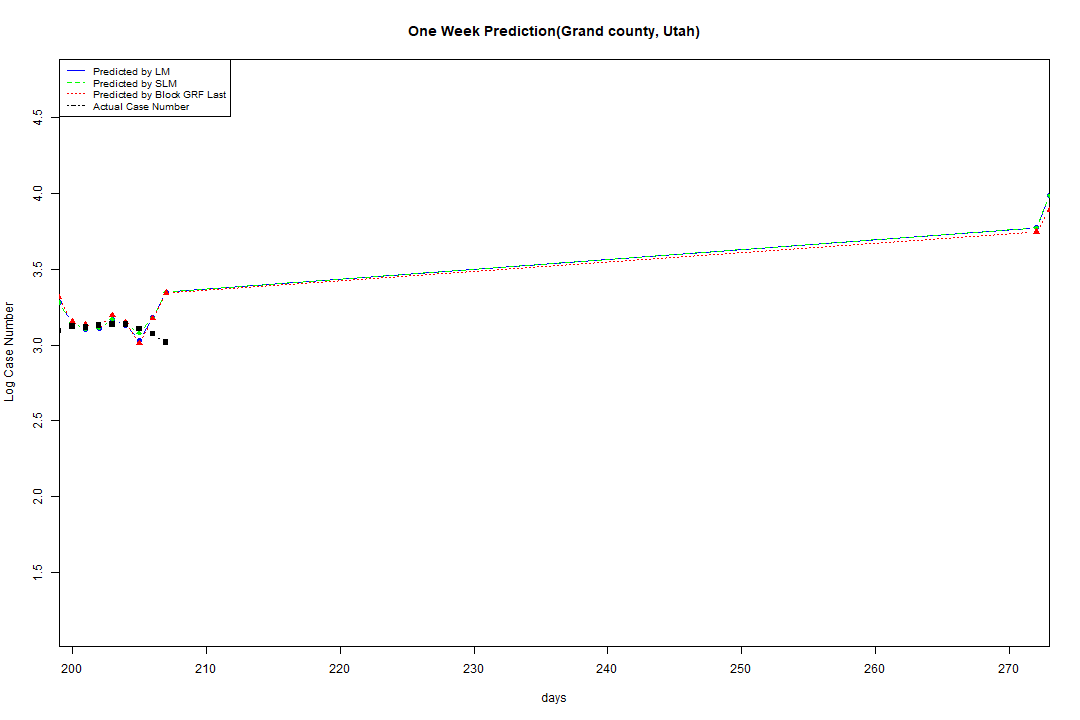 One Week Prediction(Grand county, Utah)
Predicted by LM
Predicted by SLM
Predicted by Block GRF Last
Actual Case Number
4.5
4.0
3.5
3.0
2.5
2.0
1.5
Log Case Number
200 210 220 230 240 250 260 270
days